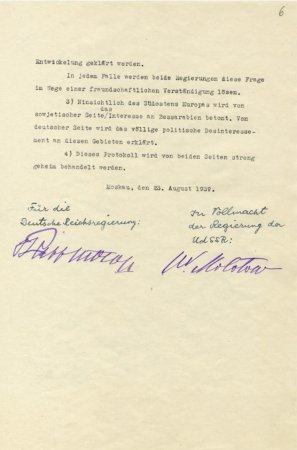 6
Entwickelung geklärt werden.
In jedem Falle werden beide Regierungen diese Frage
im Wege einer freundschaftlichen Verständigung lösen.
3) Hinsichtlich des Südostens Europas wird von
das
sowjetischer Seite/Interesse an Bessarabien betont. Von
deutscher Seite wird das völlige politische Desinteresse-
ment an diesen Gebieten erklärt.
4) Dieses Protokoll wird von beiden Seiten streng
geheim behandelt werden.
Moskau, den 23. August 1939.
Für die
Deutsche Reichsregierung:
In Vollmacht
der Regierung der
UdSSR:
W. Molotow